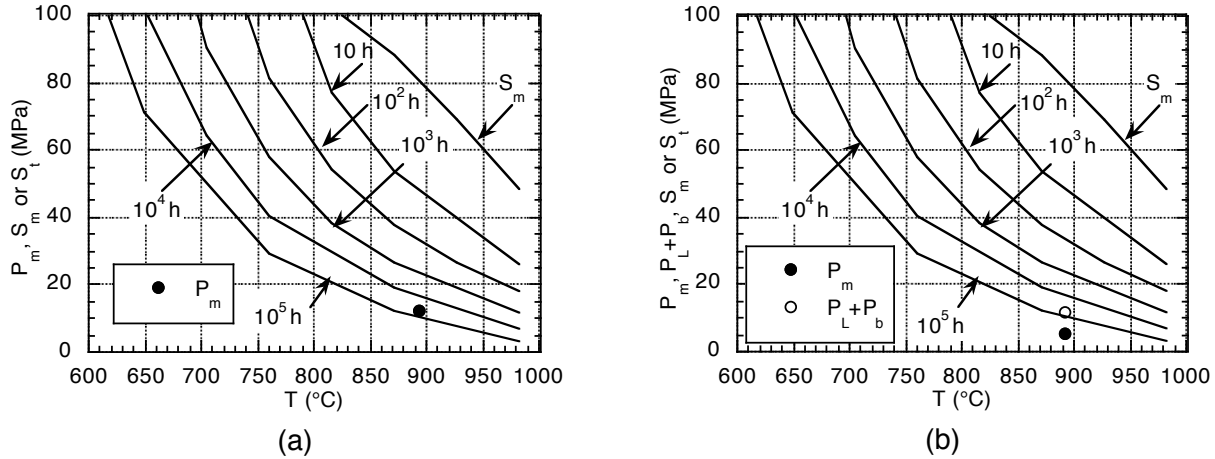 100
80
60
40
20
0
P_m, S_m or S_t (MPa)
10 h
10^2 h
10^3 h
S_m
10^4 h
10^5 h
P_m
600 650 700 750 800 850 900 950 1000
T (°C)
(a)
100
80
60
40
20
0
P_m, P_L+P_b, S_m or S_t (MPa)
10 h
10^2 h
10^3 h
S_m
10^4 h
10^5 h
P_m
P_L+P_b
600 650 700 750 800 850 900 950 1000
T (°C)
(b)